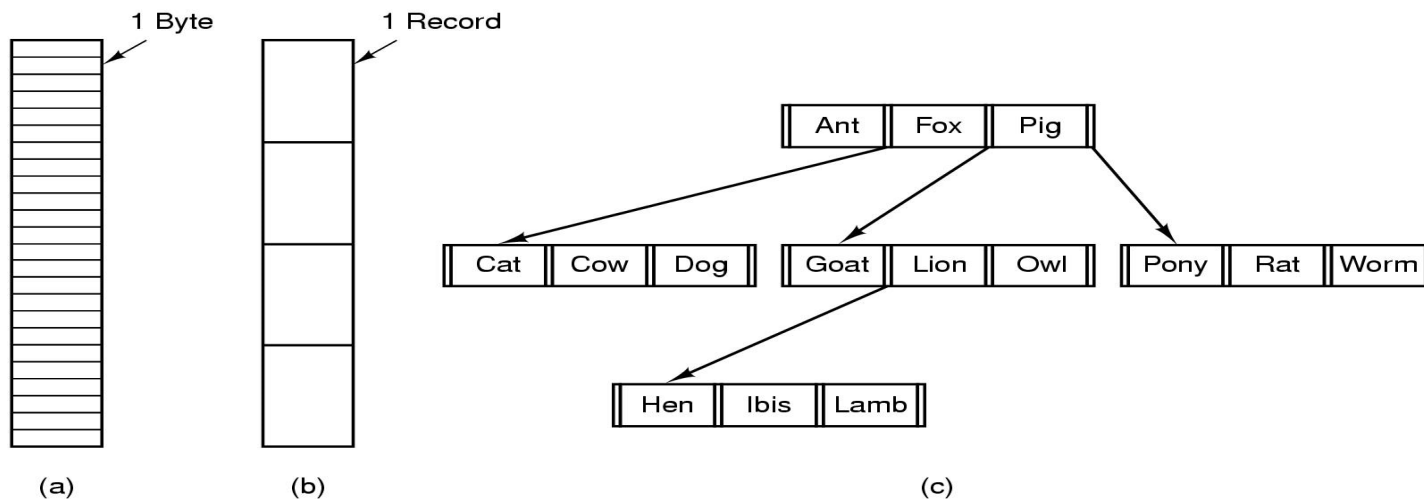 1 Byte
1 Record
Ant Fox Pig
Cat Cow Dog
Goat Lion Owl
Pony Rat Worm
Hen Ibis Lamb
(a)
(b)
(c)